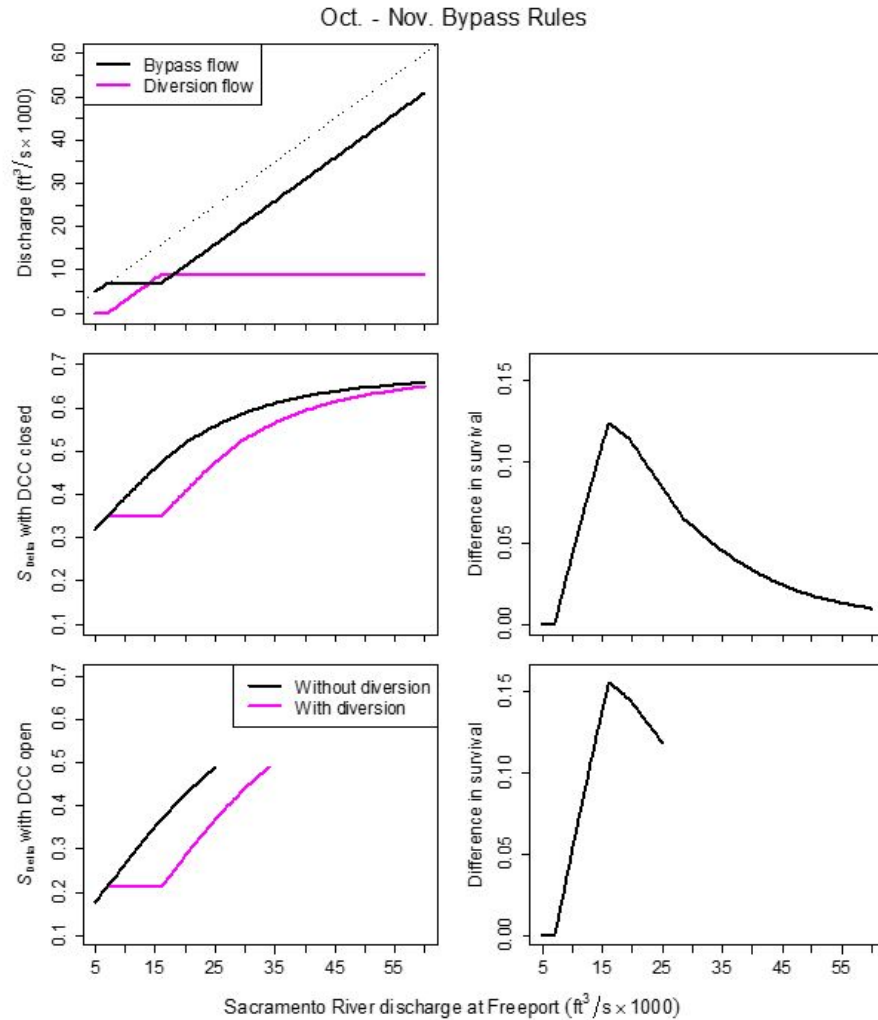 Oct. - Nov. Bypass Rules
Discharge (ft³/s × 1000)
60
50
30
20
10
0
Bypass flow
Diversion flow
S Delta with DCC closed
0.7
0.6
0.5
0.4
0.3
0.2
0.1
Difference in survival
0.15
0.10
0.05
0.00
S Delta with DCC open
0.7
0.6
0.5
0.4
0.3
0.2
0.1
Without diversion
With diversion
5 15 25 35 45 55
Difference in survival
0.15
0.10
0.05
0.00
5 15 25 35 45 55
Sacramento River discharge at Freeport (ft³/s × 1000)